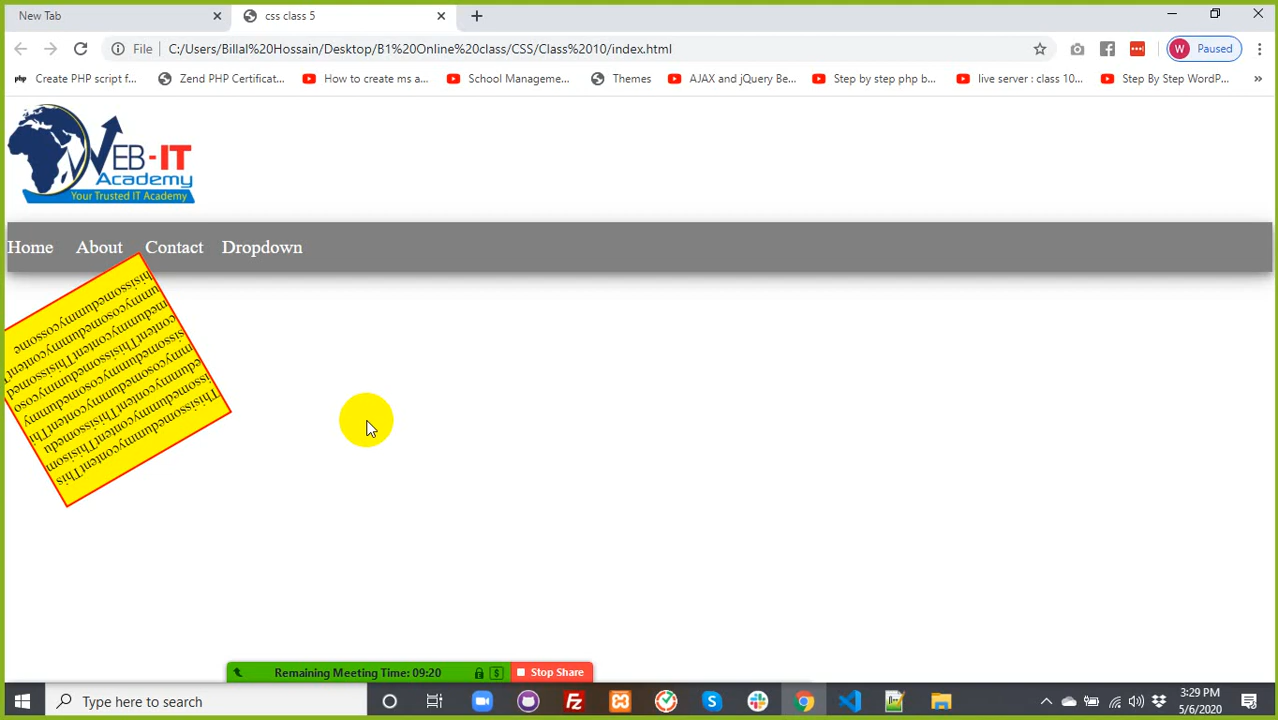 New Tab
css class 5
File C:/Users/Billal%20Hossain/Desktop/B1%20Online%20class/CSS/Class%2010/index.html
W Paused
Create PHP script f...
Zend PHP Certificat...
How to create ms a...
School Manageme...
Themes
AJAX and jQuery Be...
Step by step php b...
live server : class 10...
Step By Step WordP...
WEB-IT
Academy
Your Trusted IT Academy
Home About Contact Dropdown
ThisissomedummycontentThis
Remaining Meeting Time: 09:20
Stop Share
Type here to search
3:29 PM
5/6/2020